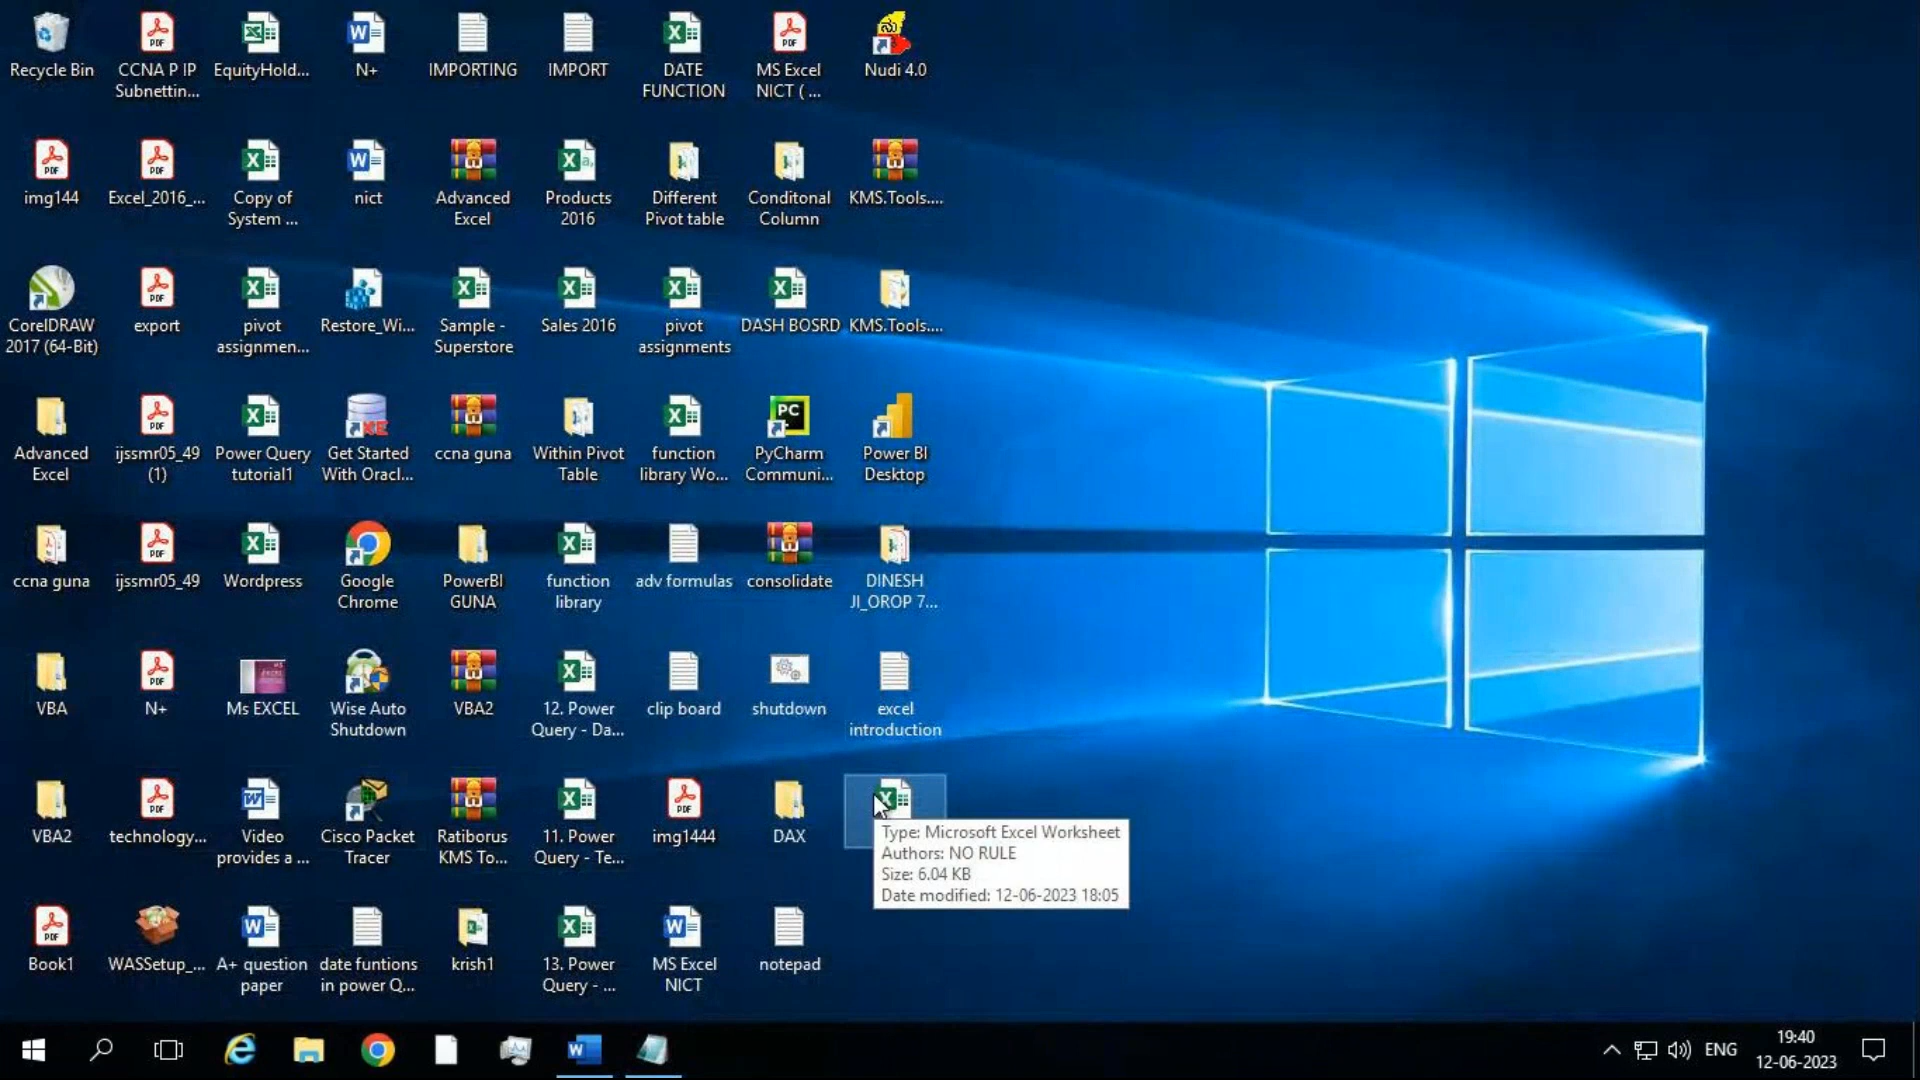 Recycle Bin
CCNA P IP
Subnettin...
EquityHold...
N+
IMPORTING
IMPORT
DATE
FUNCTION
MS Excel
NICT ( ...
Nudi 4.0
img144
Excel_2016_...
Copy of
System ...
nict
Advanced
Excel
Products
2016
Different
Pivot table
Conditonal
Column
KMS.Tools....
CorelDRAW
2017 (64-Bit)
export
pivot
assignmen...
Restore_Wi...
Sample -
Superstore
Sales 2016
pivot
assignments
DASH BOSRD
KMS.Tools....
Advanced
Excel
ijssmr05_49
(1)
Power Query
tutorial1
Get Started
With Oracl...
ccna guna
Within Pivot
Table
function
library Wo...
PC
PyCharm
Communi...
Power BI
Desktop
ccna guna
ijssmr05_49
Wordpress
Google
Chrome
PowerBI
GUNA
function
library
adv formulas
consolidate
DINESH
JI_OROP 7...
VBA
N+
Ms EXCEL
Wise Auto
Shutdown
VBA2
12. Power
Query - Da...
clip board
shutdown
excel
introduction
VBA2
technology...
Video
provides a ...
Cisco Packet
Tracer
Ratiborus
KMS To...
11. Power
Query - Te...
img1444
DAX
Type: Microsoft Excel Worksheet
Authors: NO RULE
Size: 6.04 KB
Date modified: 12-06-2023 18:05
Book1
WASSetup_...
A+ question
paper
date funtions
in power Q...
krish1
13. Power
Query - ...
MS Excel
NICT
notepad
ENG
19:40
12-06-2023